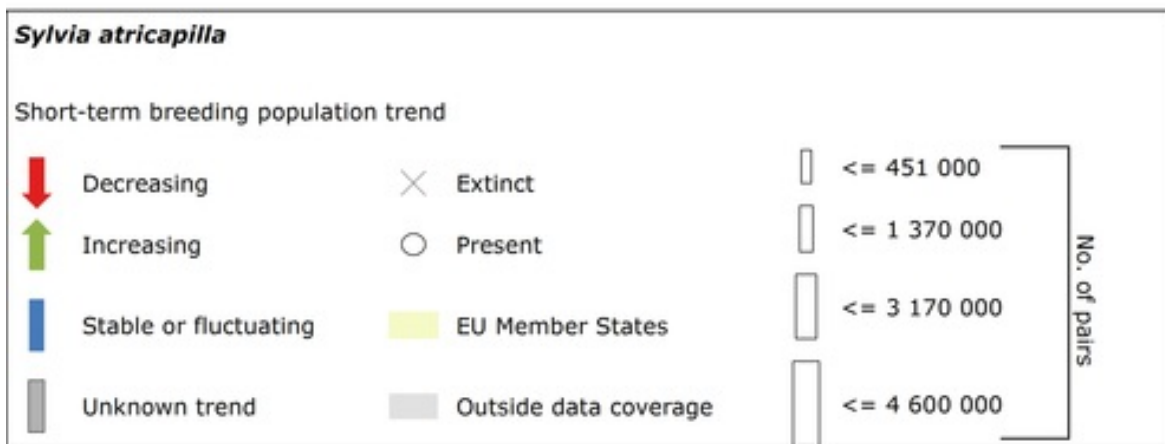 Sylvia atricapilla
Short-term breeding population trend
Decreasing
Increasing
Stable or fluctuating
Unknown trend
Extinct
Present
EU Member States
Outside data coverage
<= 451 000
<= 1 370 000
<= 3 170 000
<= 4 600 000
No. of pairs